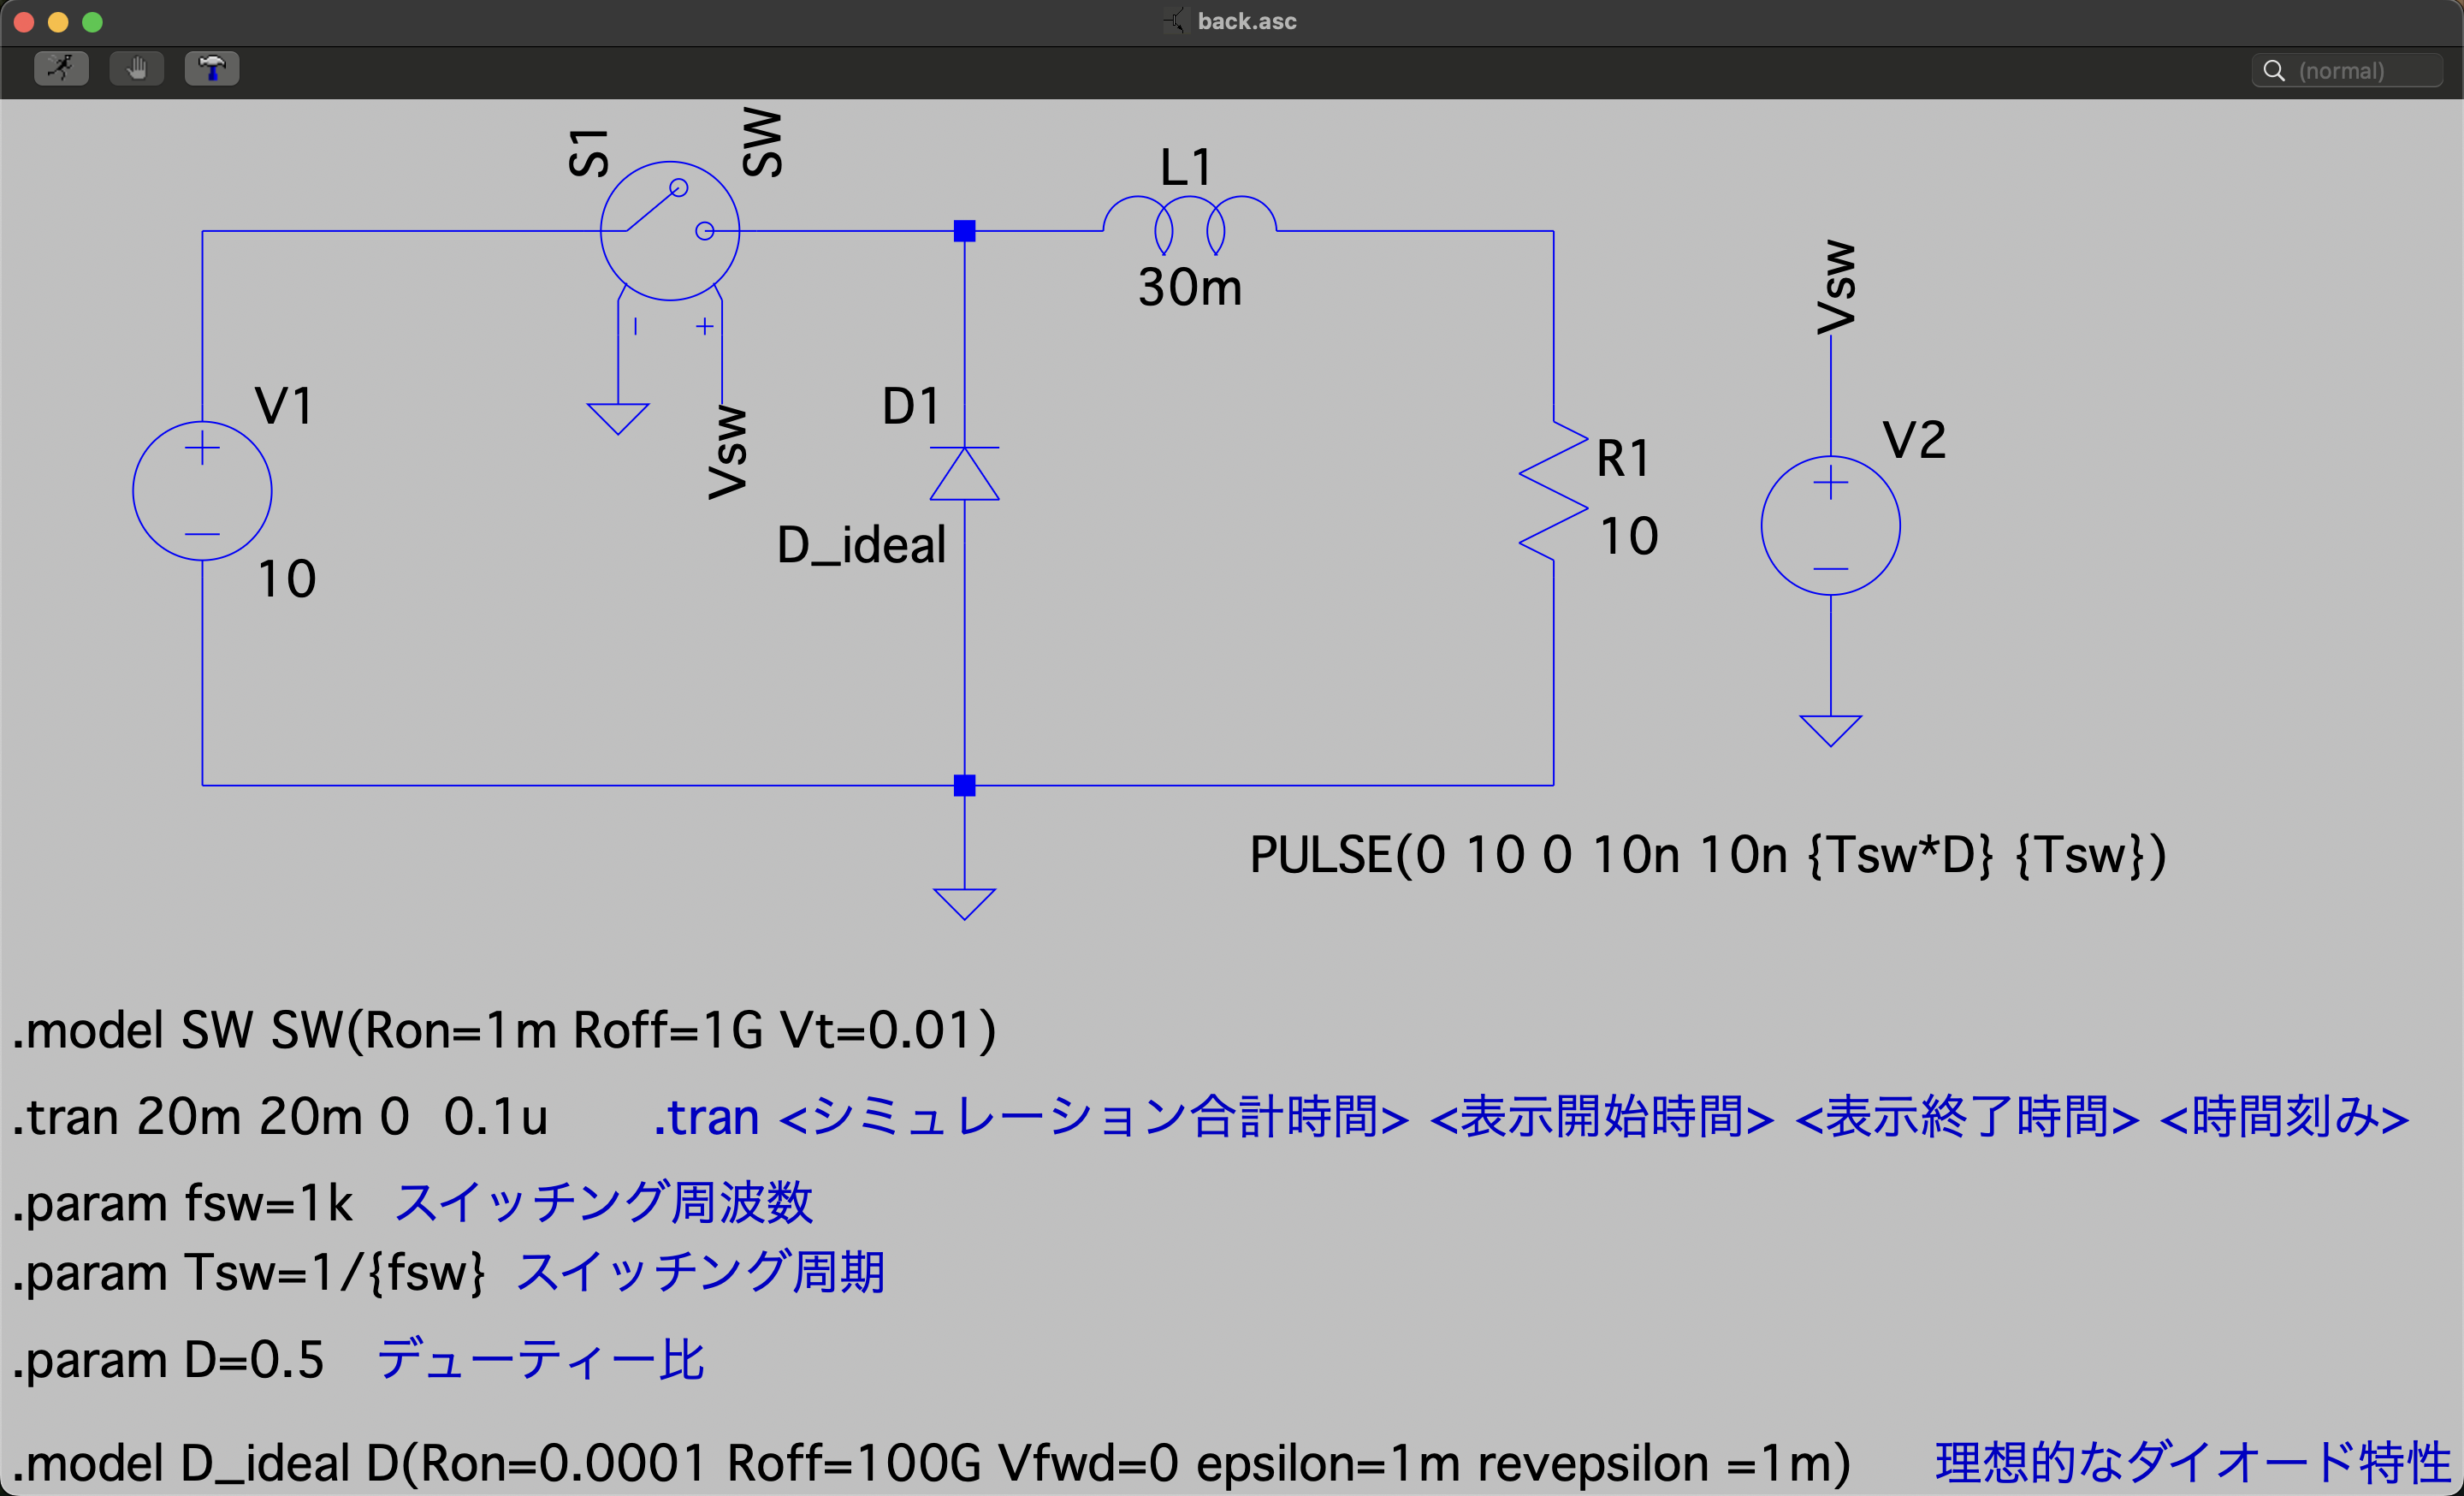 back.asc
(normal)
S1
SW
L1
30m
Vsw
V1
10
Vsw
D1
D_ideal
R1
10
V2
PULSE(0 10 0 10n 10n {Tsw*D} {Tsw})
.model SW SW(Ron=1m Roff=1G Vt=0.01)
.tran 20m 20m 0 0.1u .tran <シミュレーション合計時間> <表示開始時間> <表示終了時間> <時間刻み>
.param fsw=1k スイッチング周波数
.param Tsw=1/{fsw} スイッチング周期
.param D=0.5 デューティー比
.model D_ideal D(Ron=0.0001 Roff=100G Vfwd=0 epsilon=1m revepsilon =1m) 理想的なダイオード特性